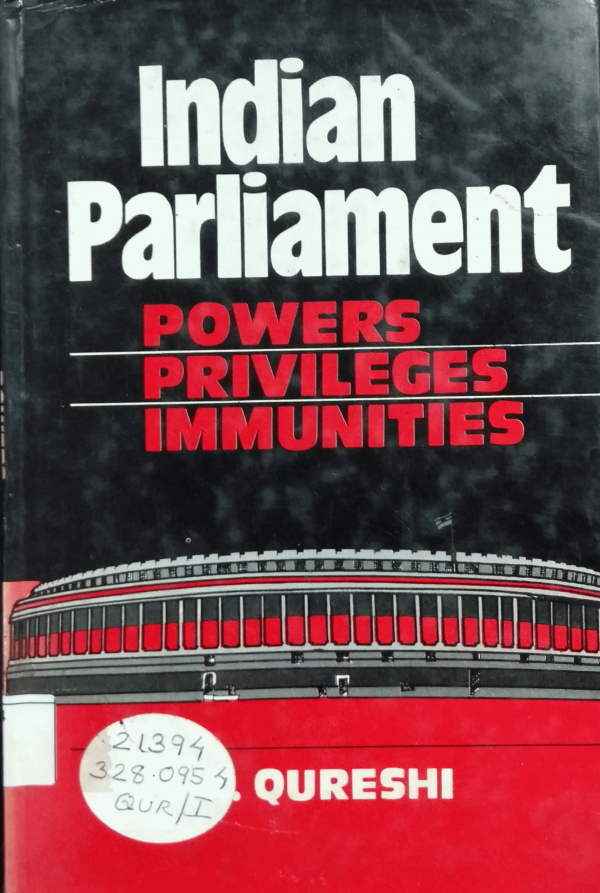 Indian
Parliament
POWERS
PRIVILEGES
IMMUNITIES
21394
328.0954
QUR/I
. QURESHI